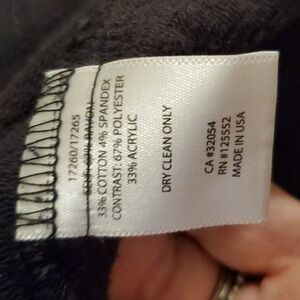 17260/17265
33% COTTON 4% SPANDEX
CONTRAST: 67% POLYESTER
33% ACRYLIC
DRY CLEAN ONLY
CA #32054
RN #125552
MADE IN USA